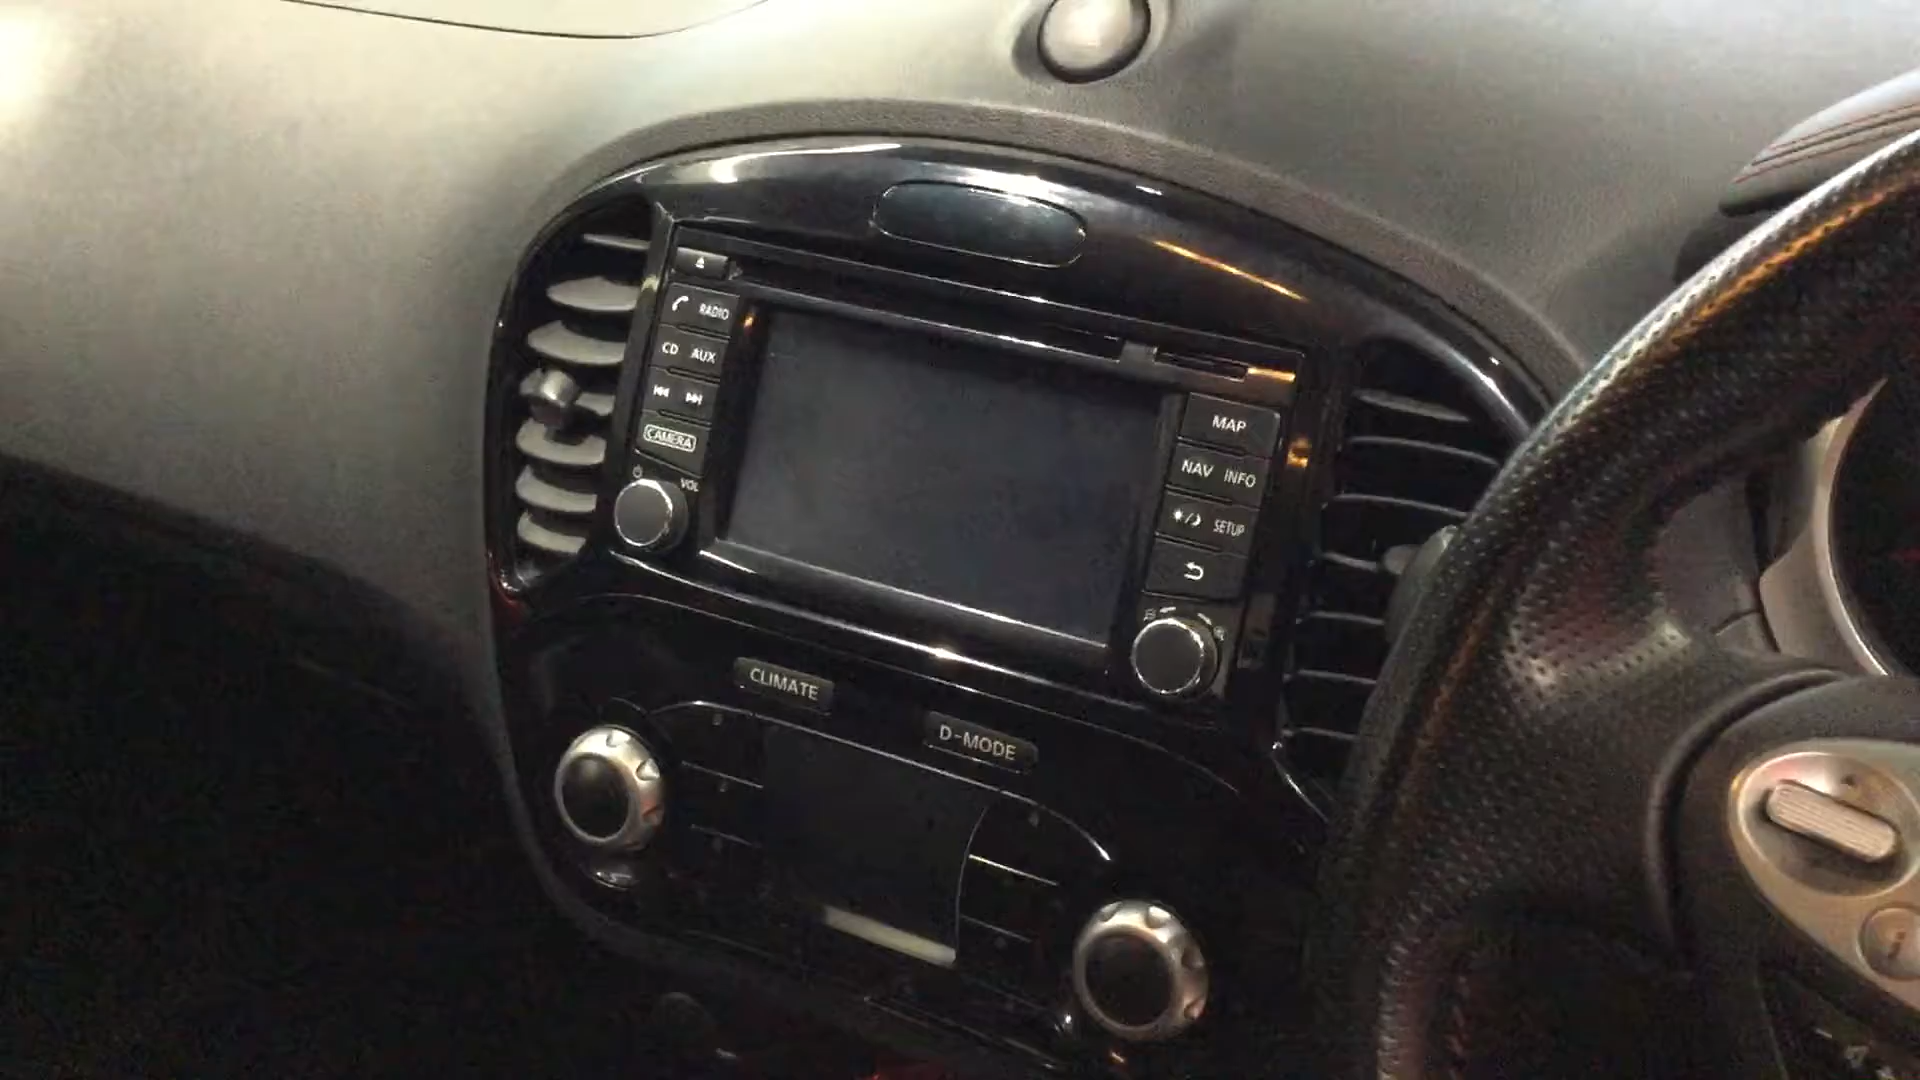 RADIO
CD AUX
CAMERA
VOL
MAP
NAV INFO
SETUP
CLIMATE
D-MODE